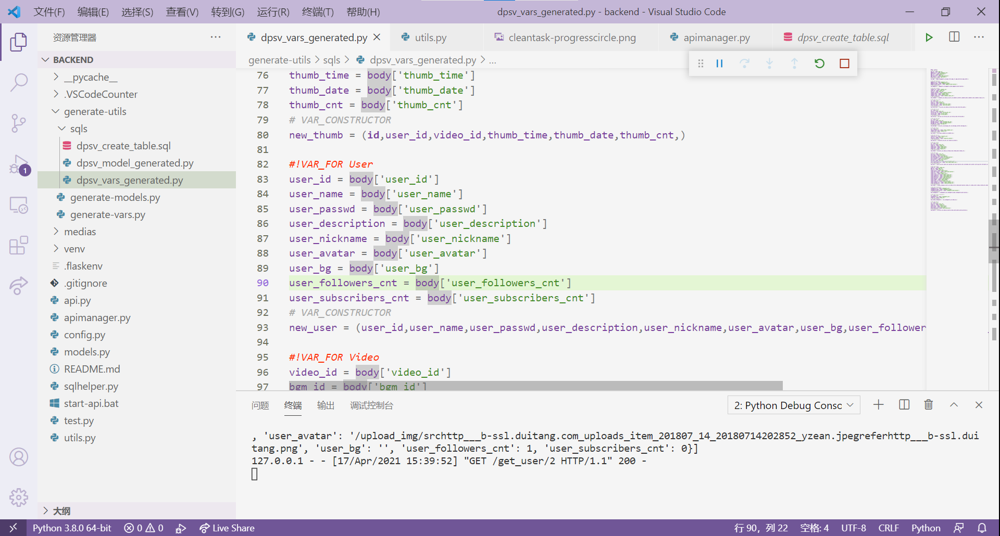 文件(F) 编辑(E) 选择(S) 查看(V) 转到(G) 运行(R) 终端(T) 帮助(H) dpsv_vars_generated.py - backend - Visual Studio Code
资源管理器
BACKEND
__pycache__
.VSCodeCounter
generate-utils
sqls
dpsv_create_table.sql
dpsv_model_generated.py
dpsv_vars_generated.py
generate-models.py
generate-vars.py
medias
venv
.flaskenv
.gitignore
api.py
apimanager.py
config.py
models.py
README.md
sqlhelper.py
start-api.bat
test.py
utils.py
大纲
1
dpsv_vars_generated.py utils.py cleantask-progresscircle.png apimanager.py dpsv_create_table.sql
generate-utils > sqls > dpsv_vars_generated.py > ...
76 thumb_time = body['thumb_time']
77 thumb_date = body['thumb_date']
78 thumb_cnt = body['thumb_cnt']
79 # VAR_CONSTRUCTOR
80 new_thumb = (id,user_id,video_id,thumb_time,thumb_date,thumb_cnt,)
81
82 #!VAR_FOR User
83 user_id = body['user_id']
84 user_name = body['user_name']
85 user_passwd = body['user_passwd']
86 user_description = body['user_description']
87 user_nickname = body['user_nickname']
88 user_avatar = body['user_avatar']
89 user_bg = body['user_bg']
90 user_followers_cnt = body['user_followers_cnt']
91 user_subscribers_cnt = body['user_subscribers_cnt']
92 # VAR_CONSTRUCTOR
93 new_user = (user_id,user_name,user_passwd,user_description,user_nickname,user_avatar,user_bg,user_follower
94
95 #!VAR_FOR Video
96 video_id = body['video_id']
97 bgm_id = body['bgm_id']
问题 终端 输出 调试控制台 2: Python Debug Consc
, 'user_avatar': '/upload_img/srchttp___b-ssl.duitang.com_uploads_item_201807_14_20180714202852_yzean.jpegreferhttp___b-ssl.dui
tang.png', 'user_bg': '', 'user_followers_cnt': 1, 'user_subscribers_cnt': 0}]
127.0.0.1 - - [17/Apr/2021 15:39:52] "GET /get_user/2 HTTP/1.1" 200 -
Python 3.8.0 64-bit 0 0 Live Share 行 90, 列 22 空格: 4 UTF-8 CRLF Python